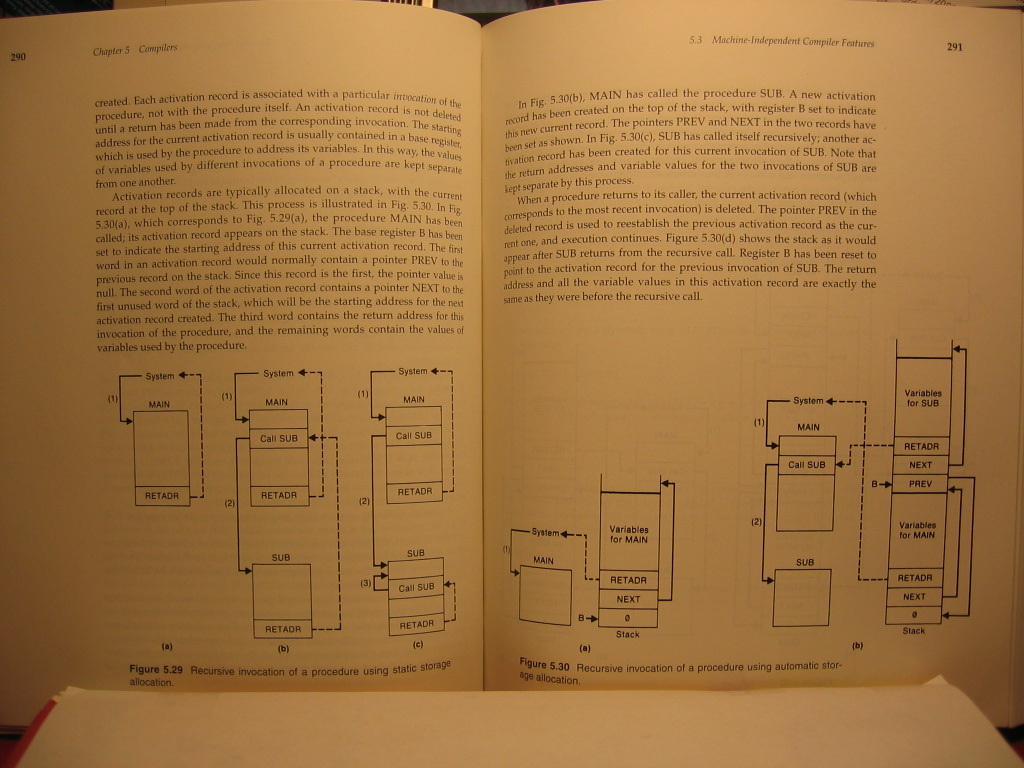 290
Chapter 5 Compilers
created. Each activation record is associated with a particular invocation of the
procedure, not with the procedure itself. An activation record is not deleted
until a return has been made from the corresponding invocation. The starting
address for the current activation record is usually contained in a base register,
which is used by the procedure to address its variables. In this way, the values
of variables used by different invocations of a procedure are kept separate
from one another.
Activation records are typically allocated on a stack, with the current
record at the top of the stack. This process is illustrated in Fig. 5.30. In Fig.
5.30(a), which corresponds to Fig. 5.29(a), the procedure MAIN has been
called; its activation record appears on the stack. The base register B has been
set to indicate the starting address of this current activation record. The first
word in an activation record would normally contain a pointer PREV to the
previous record on the stack. Since this record is the first, the pointer value is
null. The second word of the activation record contains a pointer NEXT to the
first unused word of the stack, which will be the starting address for the next
activation record created. The third word contains the return address for this
invocation of the procedure, and the remaining words contain the values of
variables used by the procedure.
System
(1)
MAIN
RETADR
(a)
System
(1)
MAIN
Call SUB
RETADR
(2)
SUB
RETADR
(b)
System
(1)
MAIN
Call SUB
RETADR
(2)
SUB
(3)
Call SUB
RETADR
(c)
Figure 5.29 Recursive invocation of a procedure using static storage
allocation.
5.3 Machine-Independent Compiler Features
291
In Fig. 5.30(b), MAIN has called the procedure SUB. A new activation
record has been created on the top of the stack, with register B set to indicate
this new current record. The pointers PREV and NEXT in the two records have
been set as shown. In Fig. 5.30(c), SUB has called itself recursively; another ac-
tivation record has been created for this current invocation of SUB. Note that
the return addresses and variable values for the two invocations of SUB are
kept separate by this process.
When a procedure returns to its caller, the current activation record (which
corresponds to the most recent invocation) is deleted. The pointer PREV in the
deleted record is used to reestablish the previous activation record as the cur-
rent one, and execution continues. Figure 5.30(d) shows the stack as it would
appear after SUB returns from the recursive call. Register B has been reset to
point to the activation record for the previous invocation of SUB. The return
address and all the variable values in this activation record are exactly the
same as they were before the recursive call.
System
(1)
MAIN
Variables
for MAIN
RETADR
NEXT
B
0
Stack
(a)
System
(1)
MAIN
Call SUB
(2)
SUB
Variables
for SUB
RETADR
NEXT
B
PREV
Variables
for MAIN
RETADR
NEXT
0
Stack
(b)
Figure 5.30 Recursive invocation of a procedure using automatic stor-
age allocation.